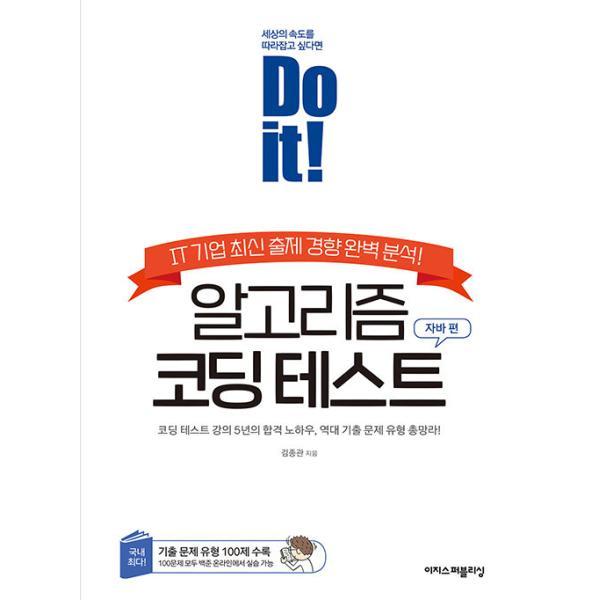 세상의 속도를
따라잡고 싶다면
Do
it!
IT 기업 최신 출제 경향 완벽 분석!
알고리즘
자바 편
코딩 테스트
코딩 테스트 강의 5년의 합격 노하우, 역대 기출 문제 유형 총망라!
김종관 지음
국내
최다!
기출 문제 유형 100제 수록
100문제 모두 백준 온라인에서 실습 가능
이지스퍼블리싱